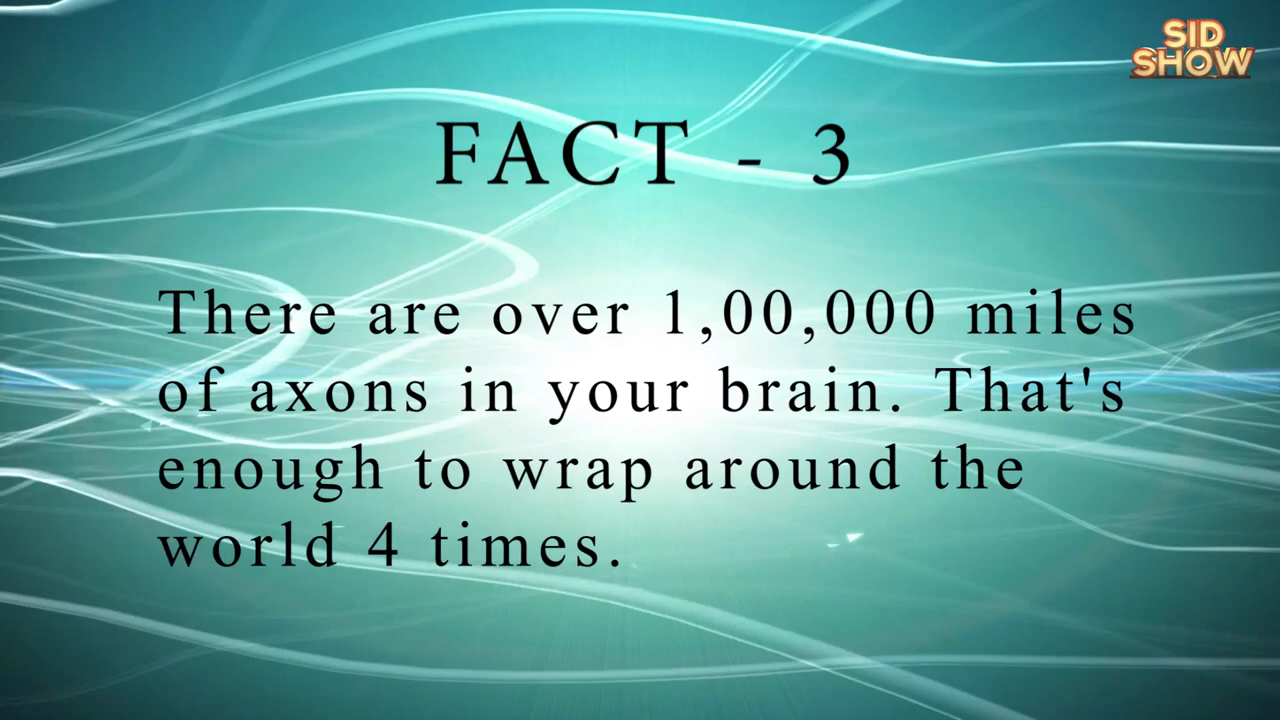 SID
SHOW
FACT - 3
There are over 1,00,000 miles
of axons in your brain. That's
enough to wrap around the
world 4 times.